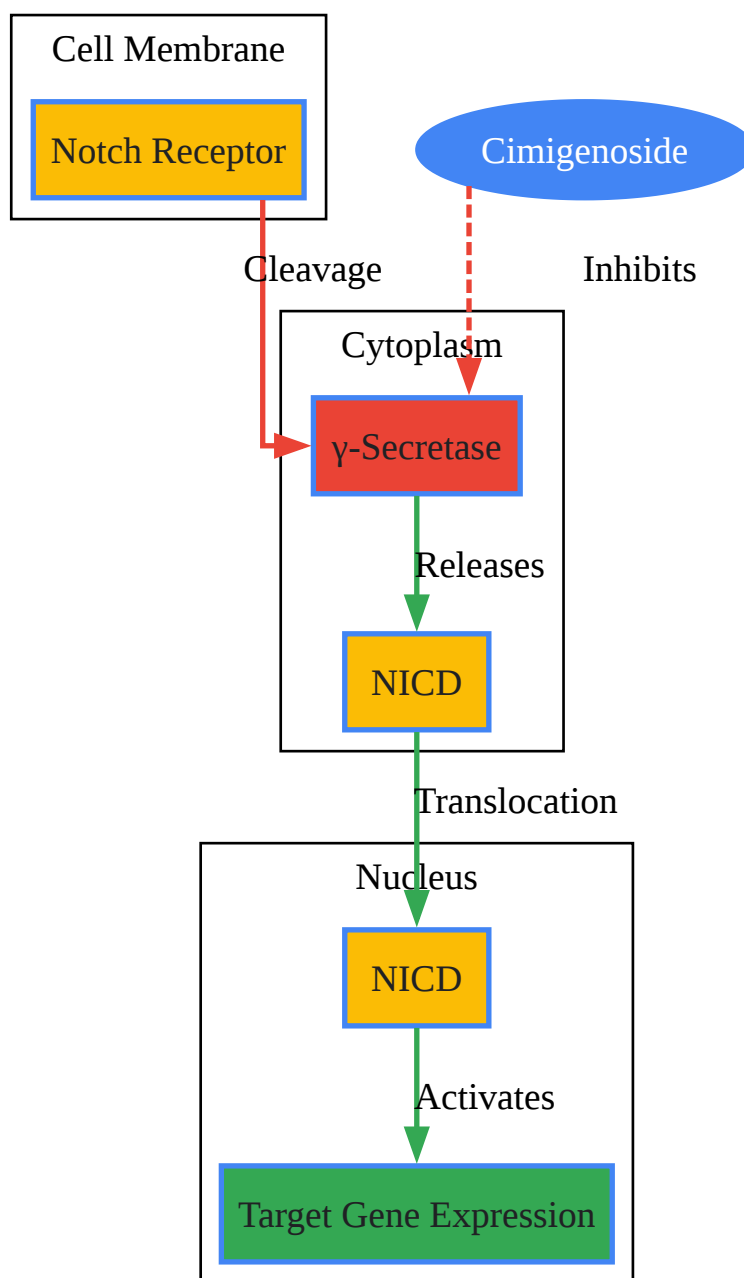 Cell Membrane
Notch Receptor
Cimigenoside
Cleavage
Inhibits
Cytoplasm
γ-Secretase
Releases
NICD
Translocation
Nucleus
NICD
Activates
Target Gene Expression